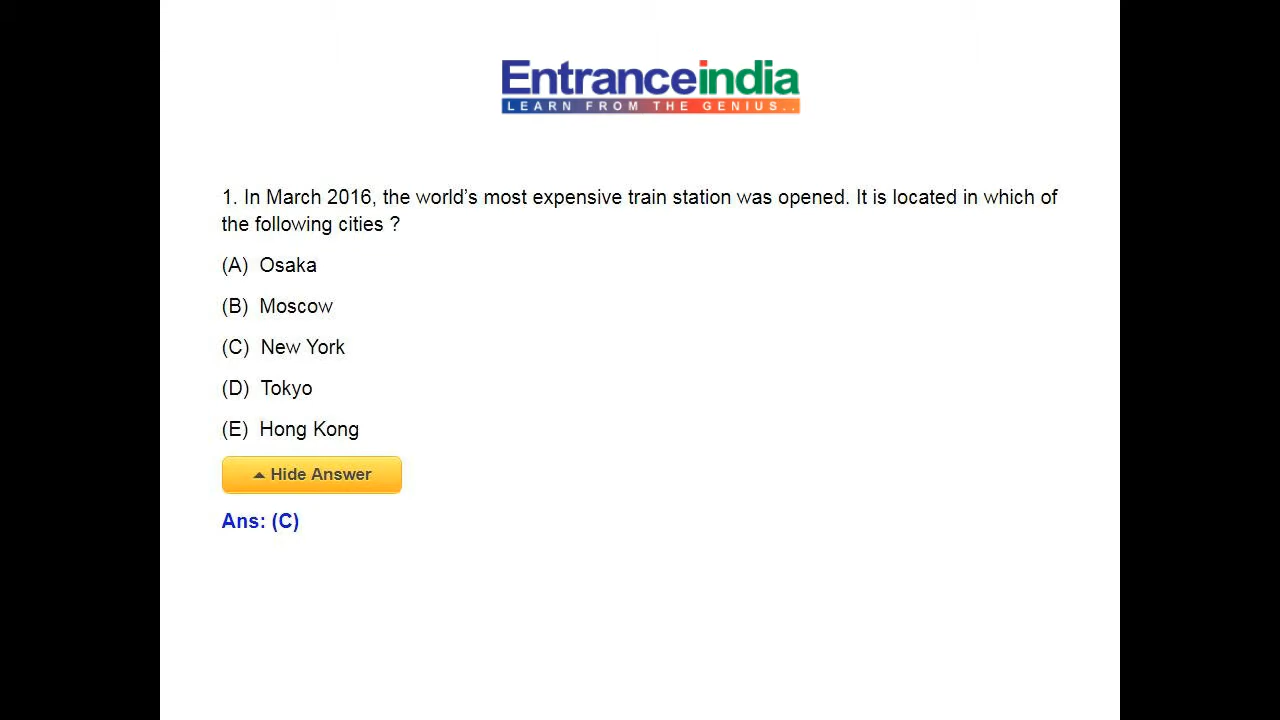 Entranceindia
LEARN FROM THE GENIUS..
1. In March 2016, the world’s most expensive train station was opened. It is located in which of
the following cities ?
(A) Osaka
(B) Moscow
(C) New York
(D) Tokyo
(E) Hong Kong
Hide Answer
Ans: (C)